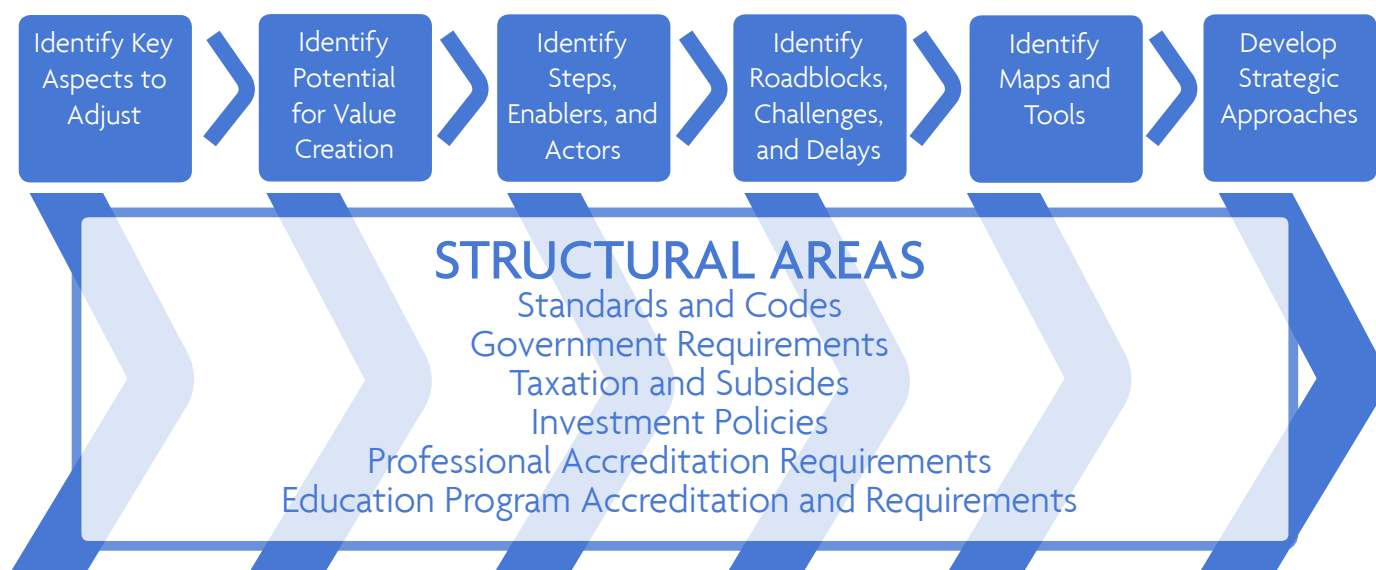 Identify Key
Aspects to
Adjust
Identify
Potential
for Value
Creation
Identify
Steps,
Enablers, and
Actors
Identify
Roadblocks,
Challenges,
and Delays
Identify
Maps and
Tools
Develop
Strategic
Approaches
STRUCTURAL AREAS
Standards and Codes
Government Requirements
Taxation and Subsides
Investment Policies
Professional Accreditation Requirements
Education Program Accreditation and Requirements